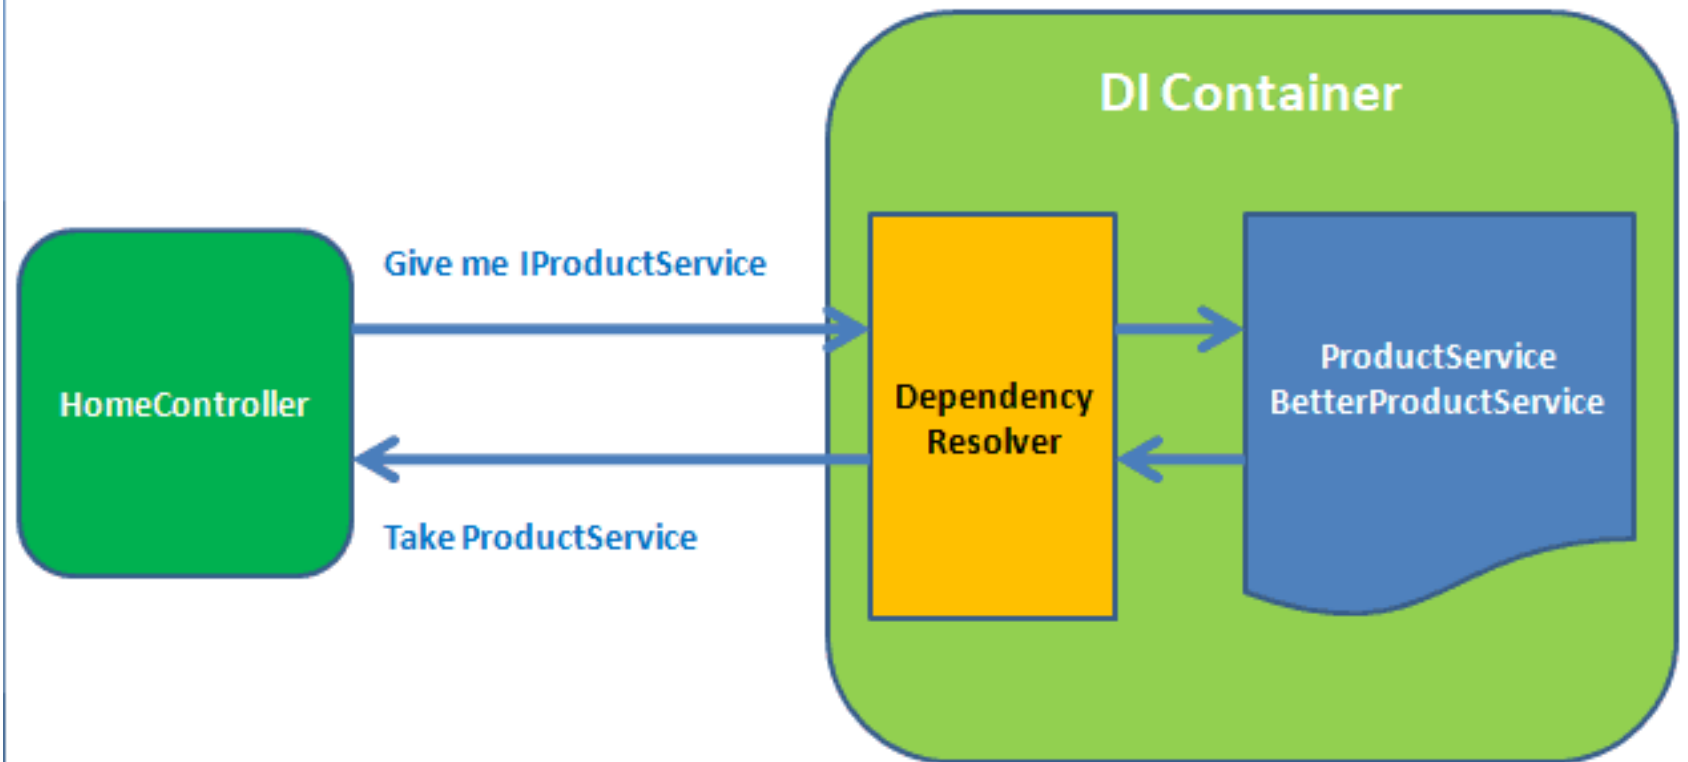 DI Container
Give me IProductService
HomeController
Dependency
Resolver
ProductService
BetterProductService
Take ProductService